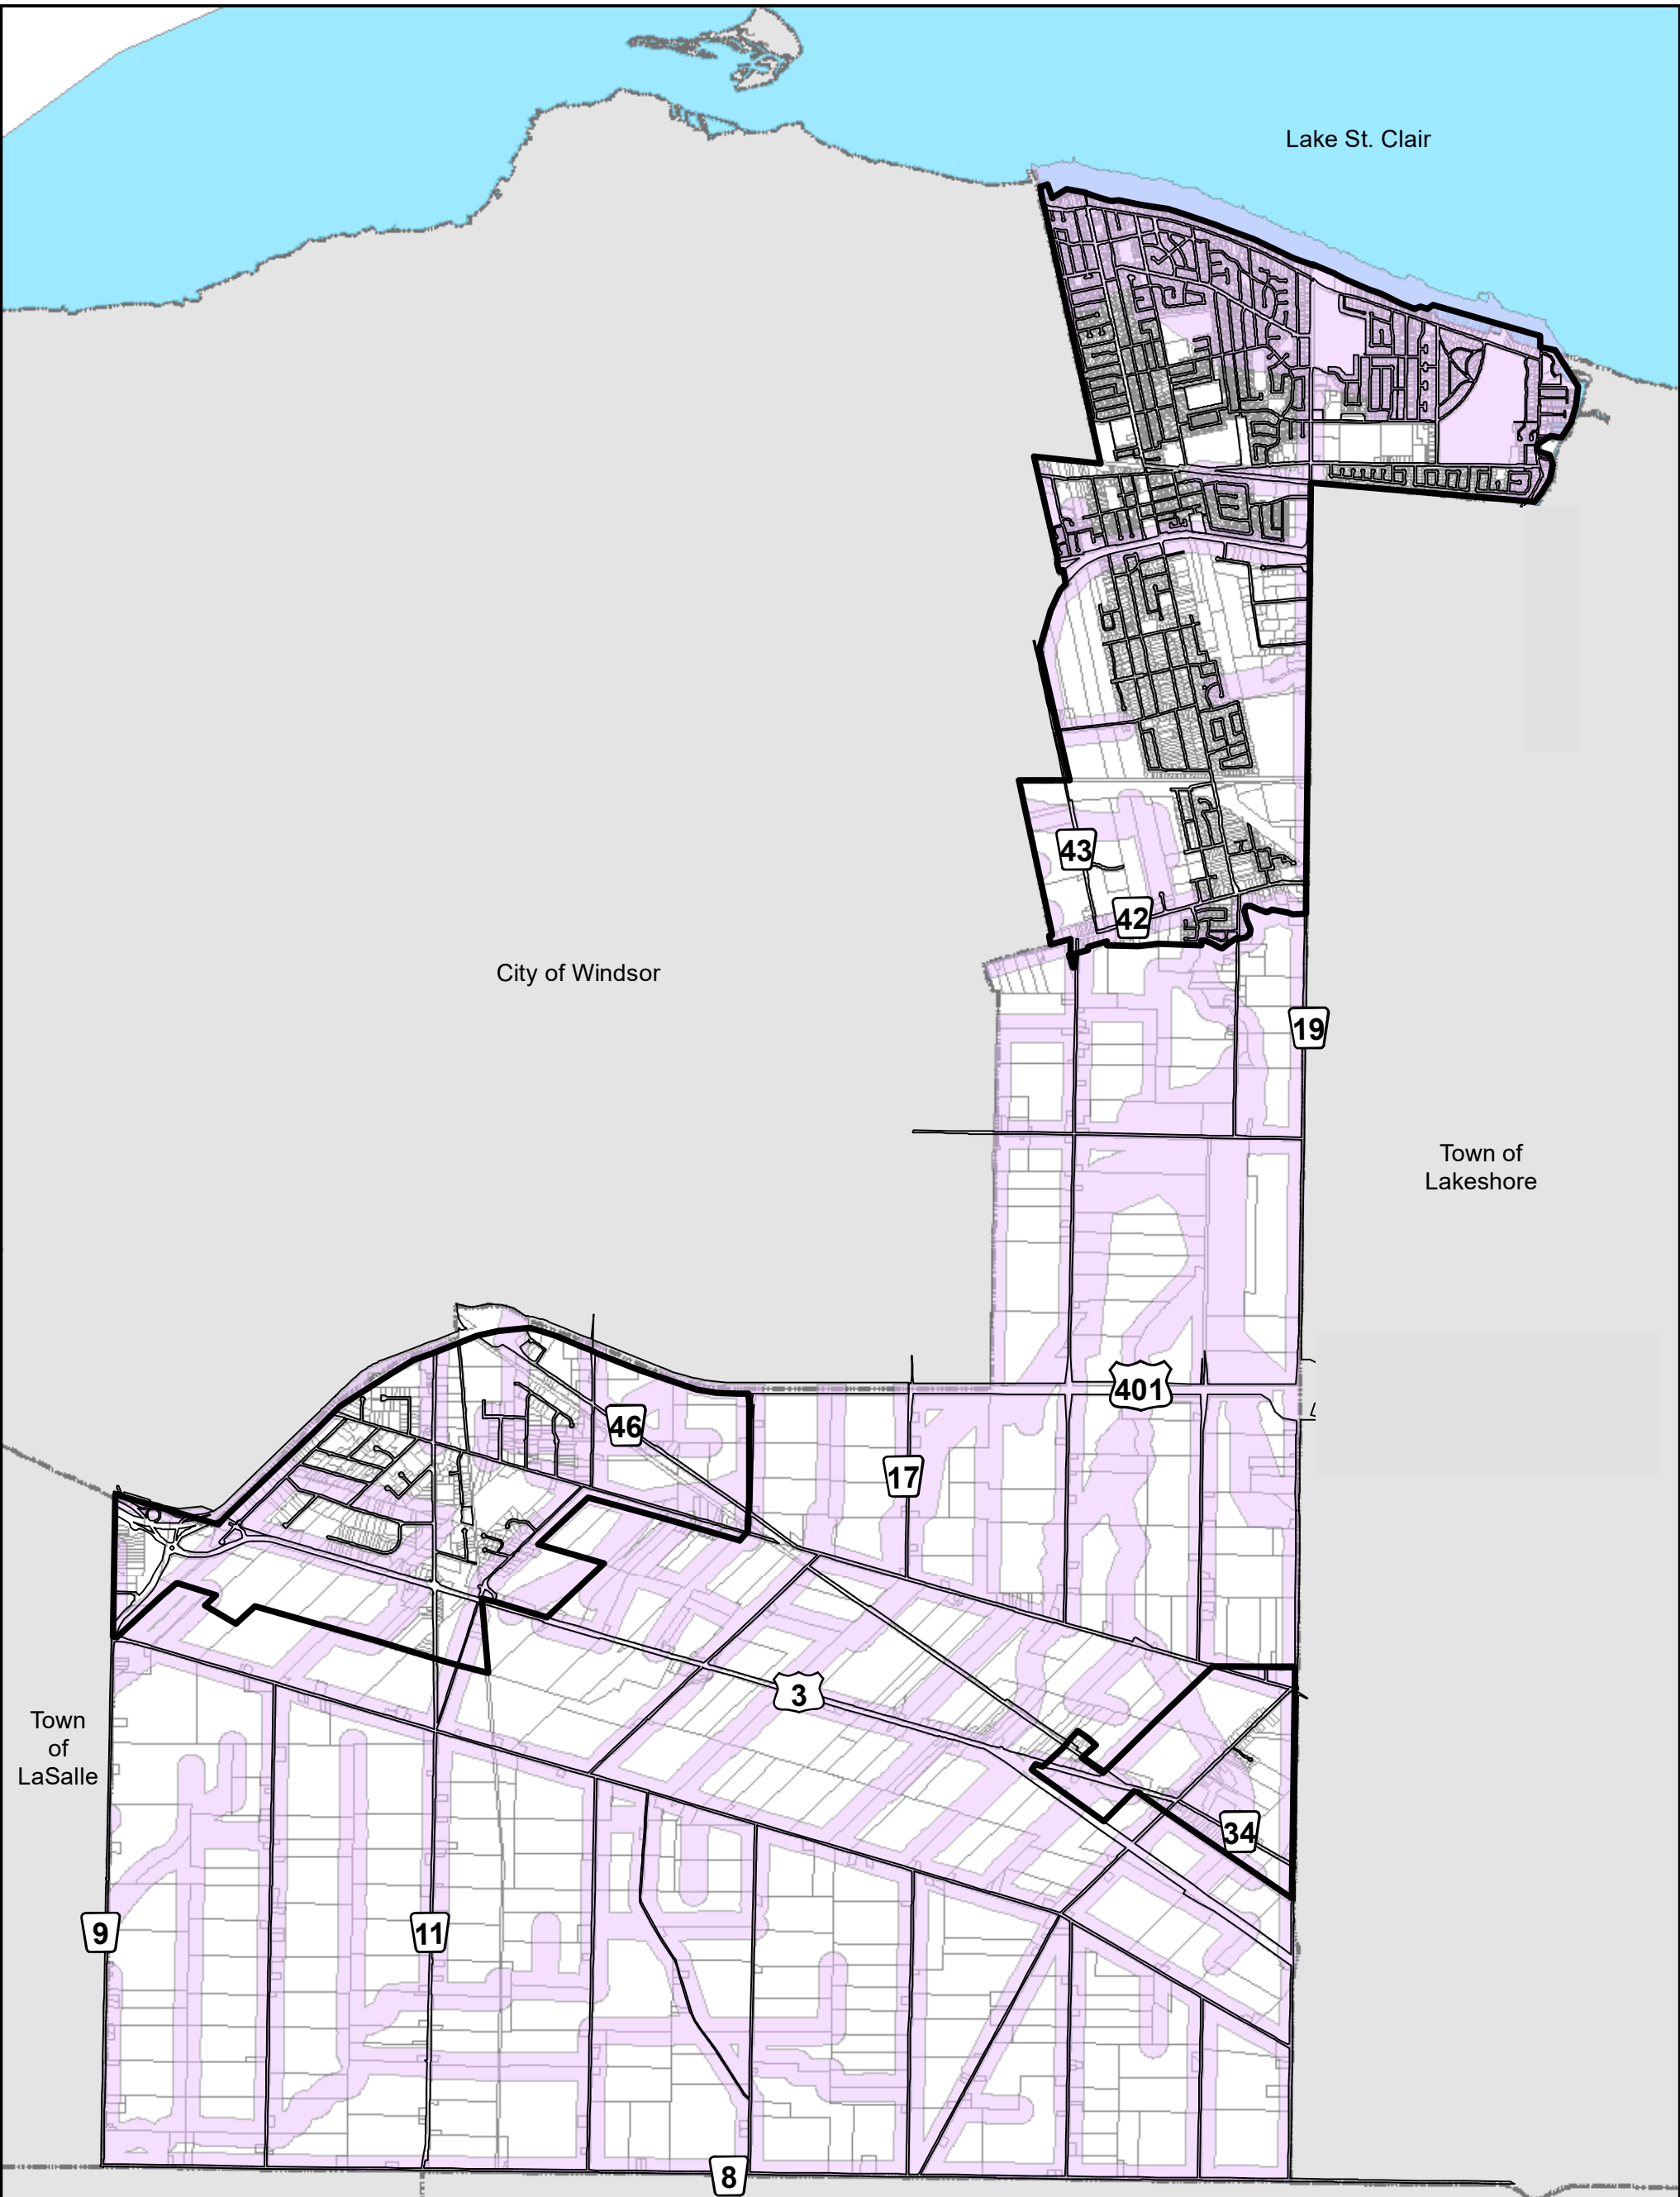 Lake St. Clair
43
42
City of Windsor
19
Town of
Lakeshore
401
46
17
3
Town
of
LaSalle
34
9
11
8